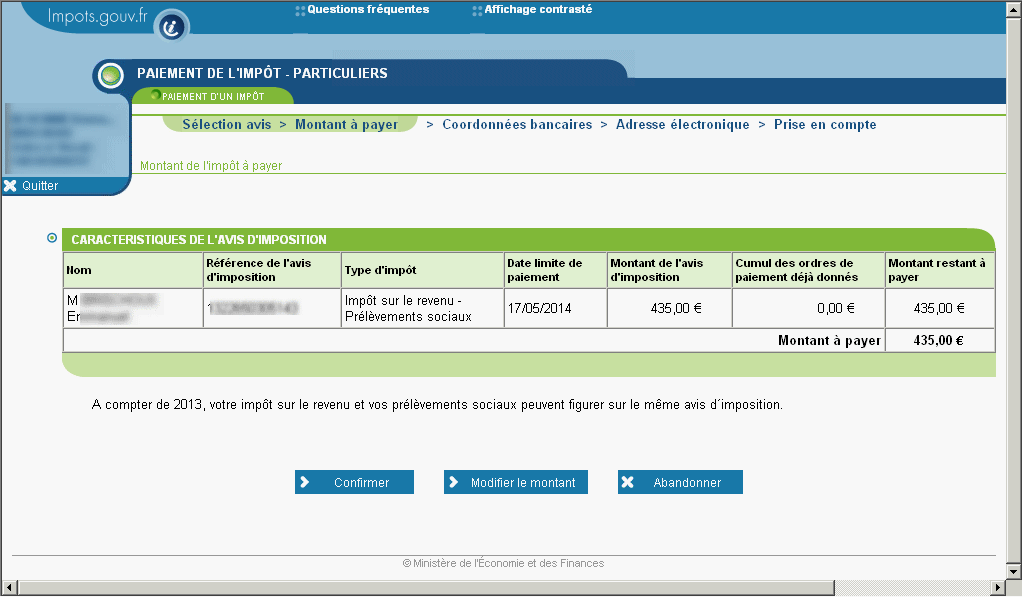 Impots.gouv.fr
Questions fréquentes
Affichage contrasté
PAIEMENT DE L'IMPÔT - PARTICULIERS
PAIEMENT D'UN IMPÔT
Sélection avis > Montant à payer > Coordonnées bancaires > Adresse électronique > Prise en compte
Montant de l'impôt à payer
Quitter
CARACTERISTIQUES DE L'AVIS D'IMPOSITION
Nom
Référence de l'avis
d'imposition
Type d'impôt
Date limite de
paiement
Montant de l'avis
d'imposition
Cumul des ordres de
paiement déjà donnés
Montant restant à
payer
M
Impôt sur le revenu -
Prélèvements sociaux
17/05/2014
435,00 €
0,00 €
435,00 €
Montant à payer
435,00 €
A compter de 2013, votre impôt sur le revenu et vos prélèvements sociaux peuvent figurer sur le même avis d´imposition.
Confirmer
Modifier le montant
Abandonner
© Ministère de l'Économie et des Finances